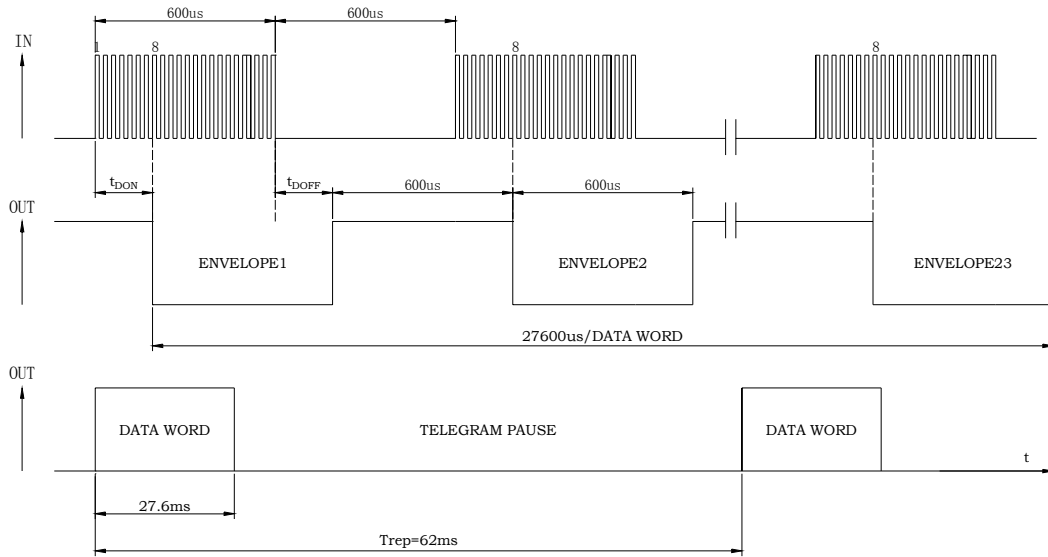 600us
600us
IN
1
8
8
8
tDON
tDOFF
600us
600us
OUT
ENVELOPE1
ENVELOPE2
ENVELOPE23
27600us/DATA WORD
OUT
DATA WORD
TELEGRAM PAUSE
DATA WORD
t
27.6ms
Trep=62ms